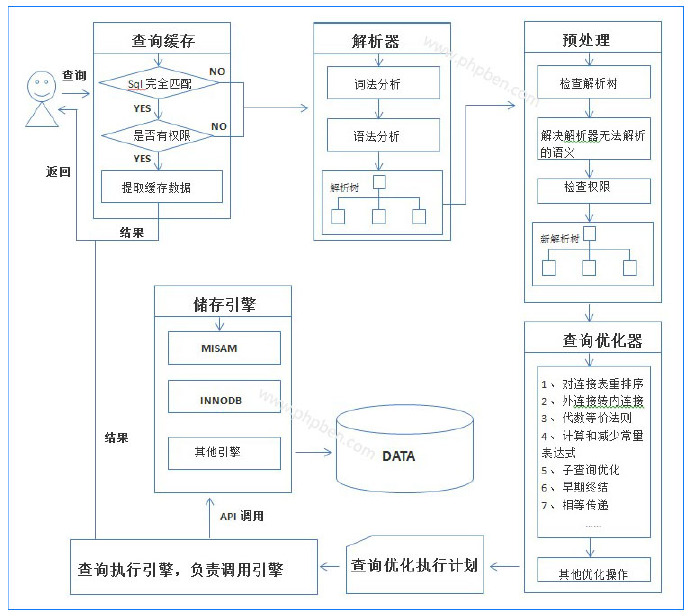 查询缓存
查询
Sql 完全匹配
NO
YES
是否有权限
NO
YES
提取缓存数据
返回
结果
解析器
词法分析
语法分析
解析树
www.phpben.com
预处理
检查解析树
解决解析器无法解析
的语义
检查权限
新解析树
查询优化器
1、 对连接表重排序
2、 外连接转内连接
3、 代数等价法则
4、 计算和减少常量
表达式
5、 子查询优化
6、 早期终结
7、 相等传递
......
其他优化操作
储存引擎
MISAM
INNODB
其他引擎
www.phpben.com
DATA
结果
API 调用
查询执行引擎，负责调用引擎
查询优化执行计划